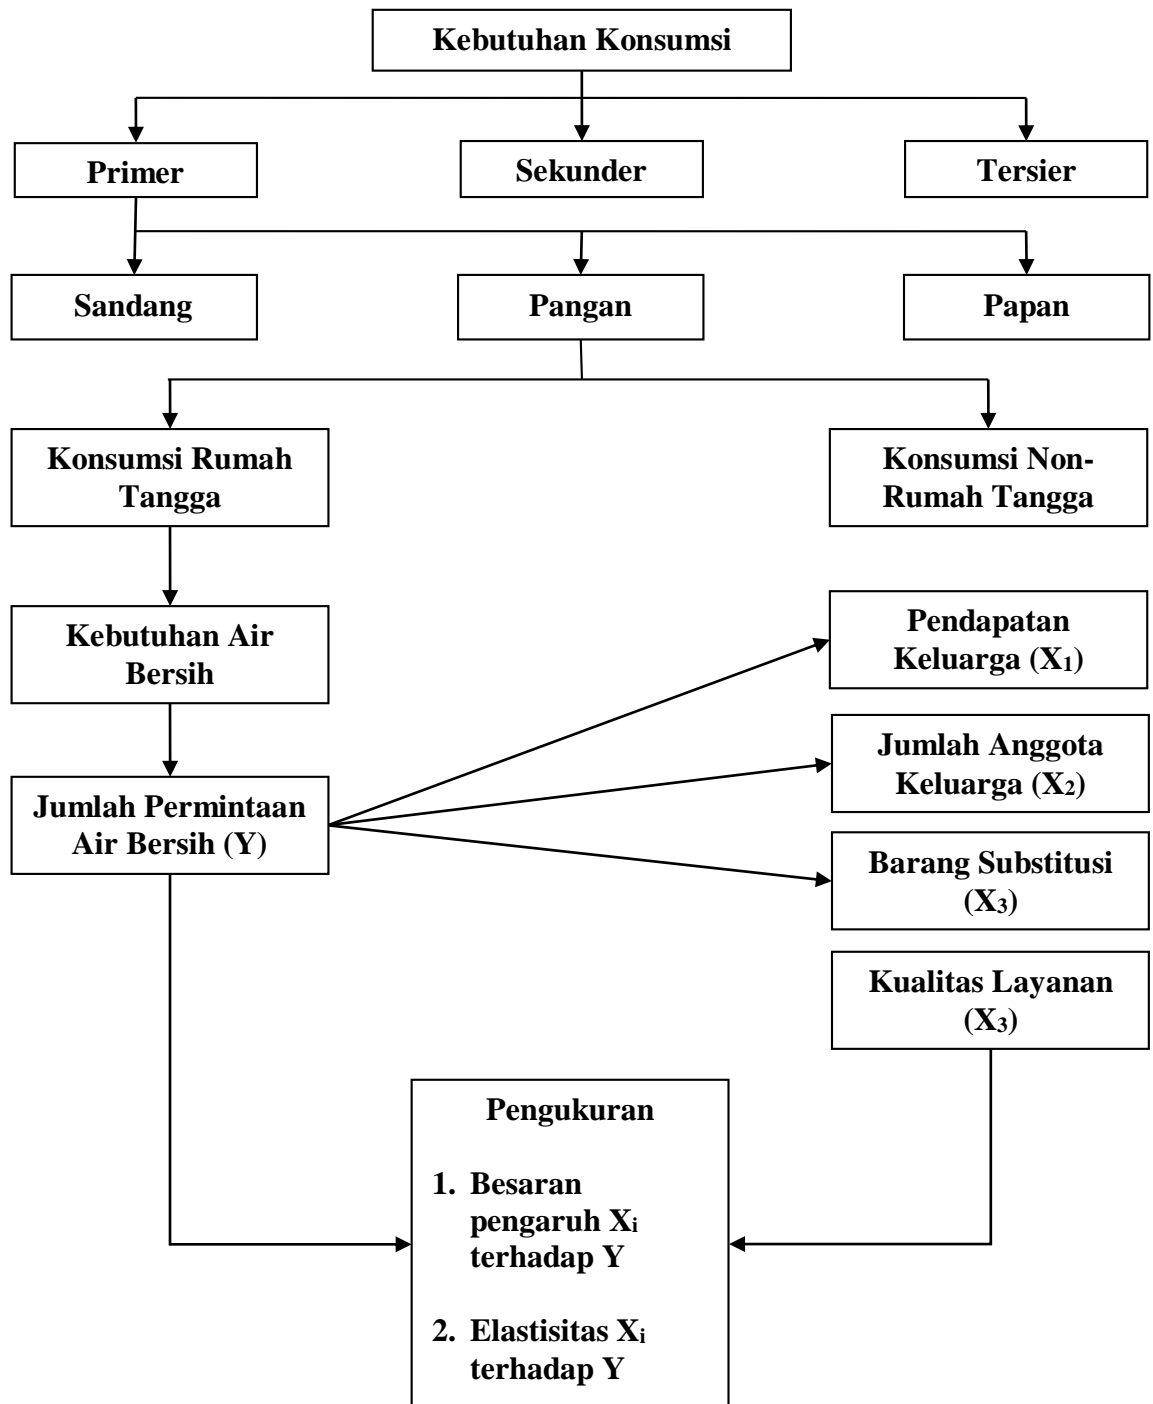 Kebutuhan Konsumsi
Primer
Sekunder
Tersier
Sandang
Pangan
Papan
Konsumsi Rumah
Tangga
Konsumsi Non-
Rumah Tangga
Kebutuhan Air
Bersih
Pendapatan
Keluarga (X₁)
Jumlah Anggota
Keluarga (X₂)
Jumlah Permintaan
Air Bersih (Y)
Barang Substitusi
(X₃)
Kualitas Layanan
(X₃)
Pengukuran
1. Besaran
pengaruh Xᵢ
terhadap Y
2. Elastisitas Xᵢ
terhadap Y